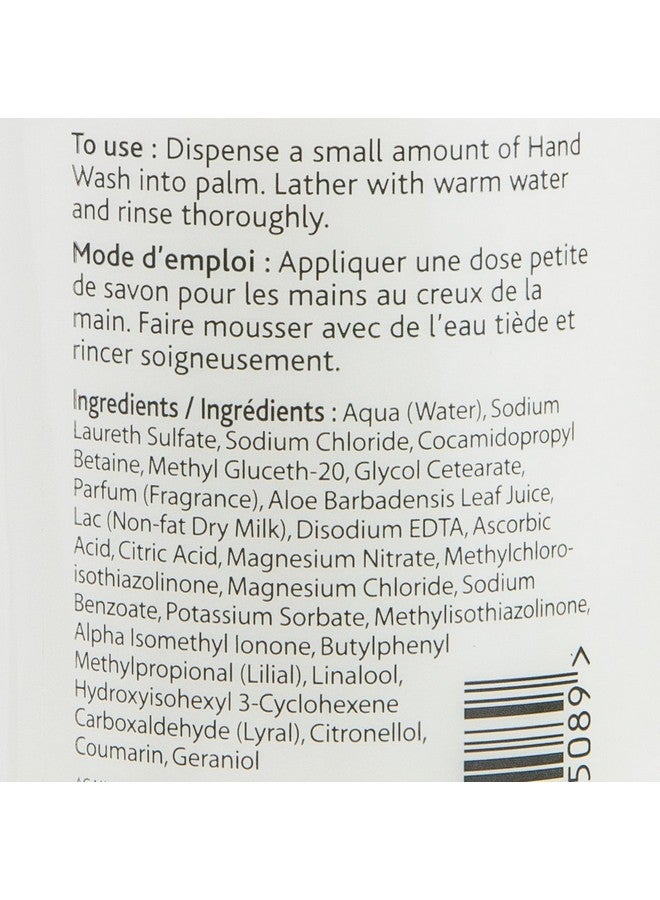 To use : Dispense a small amount of Hand
Wash into palm. Lather with warm water
and rinse thoroughly.
Mode d'emploi : Appliquer une dose petite
de savon pour les mains au creux de la
main. Faire mousser avec de l'eau tiède et
rincer soigneusement.
Ingredients / Ingrédients : Aqua (Water), Sodium
Laureth Sulfate, Sodium Chloride, Cocamidopropyl
Betaine, Methyl Gluceth-20, Glycol Cetearate,
Parfum (Fragrance), Aloe Barbadensis Leaf Juice,
Lac (Non-fat Dry Milk), Disodium EDTA, Ascorbic
Acid, Citric Acid, Magnesium Nitrate, Methylchloro-
isothiazolinone, Magnesium Chloride, Sodium
Benzoate, Potassium Sorbate, Methylisothiazolinone,
Alpha Isomethyl Ionone, Butylphenyl
Methylpropional (Lilial), Linalool,
Hydroxyisohexyl 3-Cyclohexene
Carboxaldehyde (Lyral), Citronellol,
Coumarin, Geraniol
5089 >